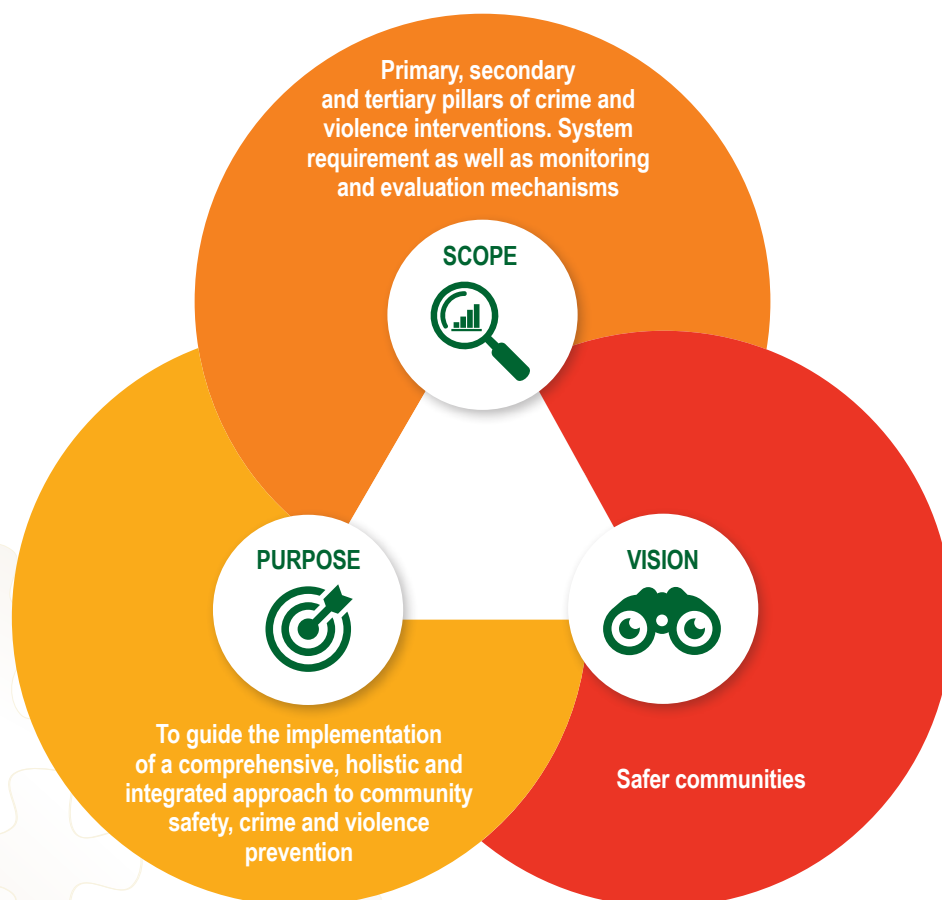 Primary, secondary
and tertiary pillars of crime and
violence interventions. System
requirement as well as monitoring
and evaluation mechanisms
SCOPE
PURPOSE
VISION
To guide the implementation
of a comprehensive, holistic and
integrated approach to community
safety, crime and violence
prevention
Safer communities